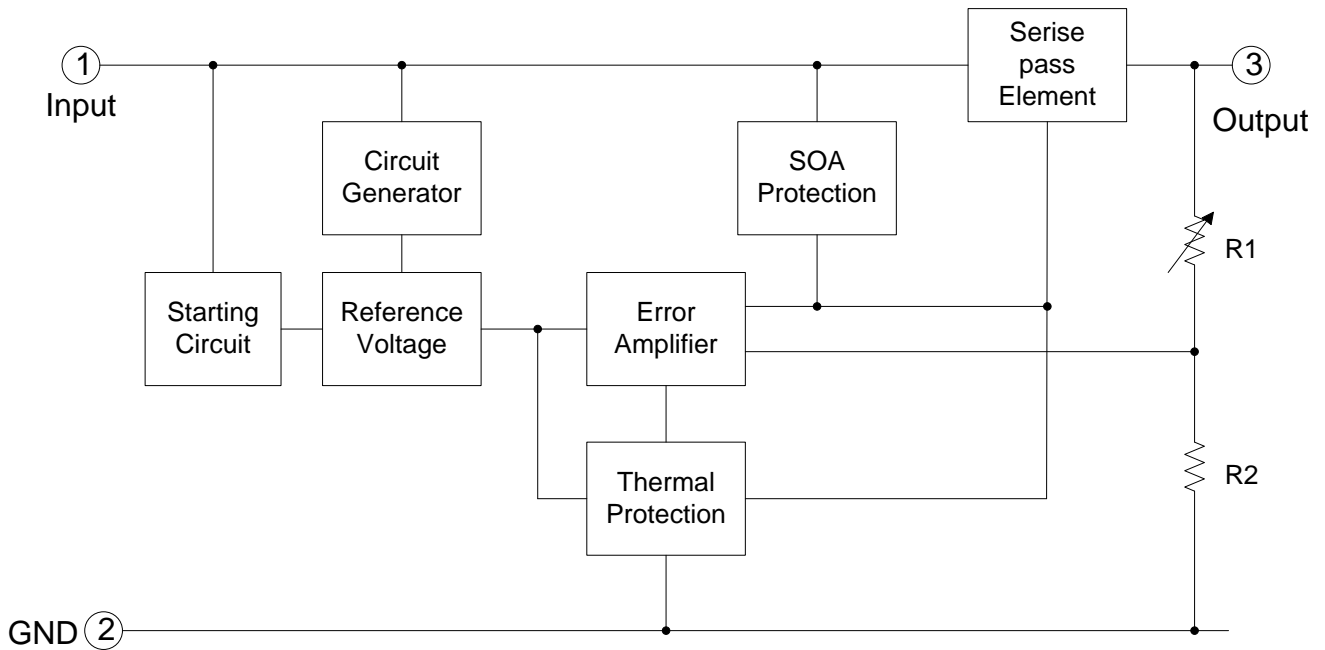 Serise
pass
Element
1
Input
3
Output
Circuit
Generator
SOA
Protection
R1
Starting
Circuit
Reference
Voltage
Error
Amplifier
Thermal
Protection
R2
GND 2